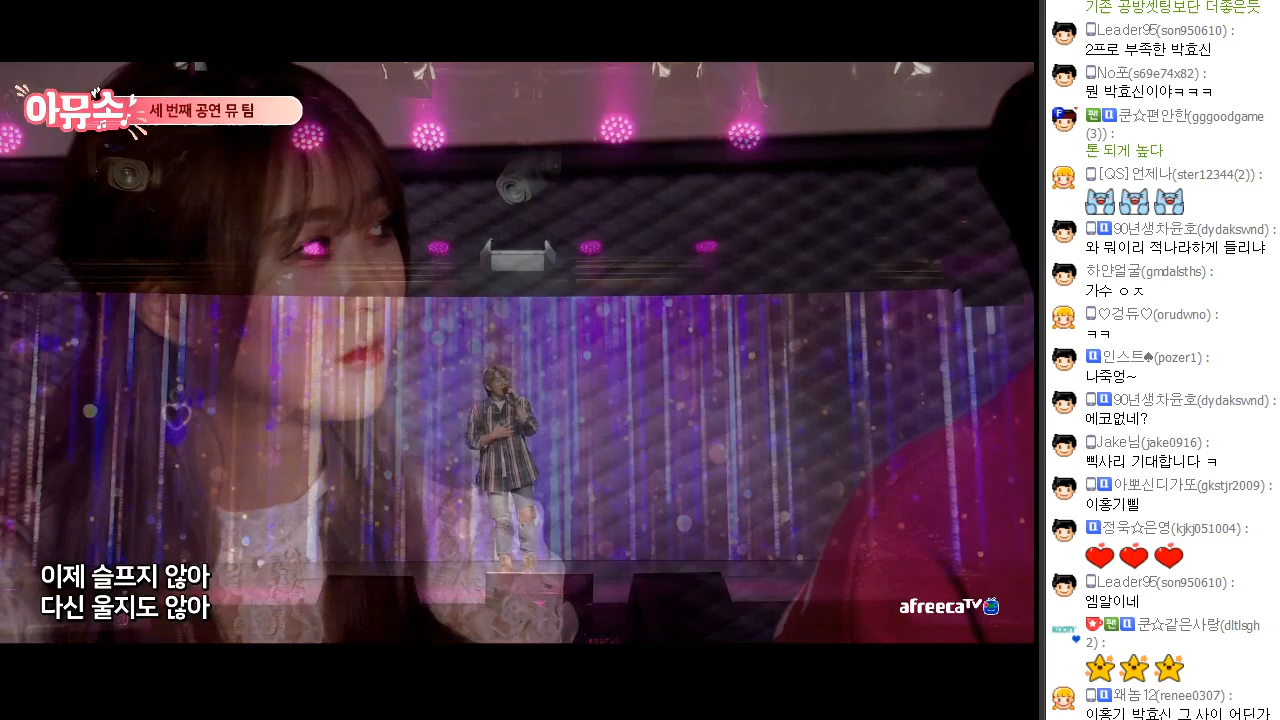 아뮤쇼!
세 번째 공연 뮤 팀
이제 슬프지 않아
다신 울지도 않아
afreecaTV
기존 공방셋팅보단 더좋은듯
Leader95(son950610) :
2프로 부족한 박효신
No포(s69e74x82) :
뭔 박효신이야ㅋㅋㅋ
팬 쿤☆편안함(gggoodgame
(3)) :
톤 되게 높다
[QS]언제나(ster12344(2)) :
90년생차윤호(dydakswnd) :
와 뭐이리 적나라하게 들리냐
하얀얼굴(gmdalsths) :
가수 ㅇㅈ
♡겅듀♡(orudwno) :
ㅋㅋ
인스트♠(pozer1) :
나죽엉~
90년생차윤호(dydakswnd) :
에코없네?
Jake님(jake0916) :
삑사리 기대합니다 ㅋ
아뽀신디가또(gkstjr2009) :
이홍기삘
정욱☆은영(kjkj051004) :
Leader95(son950610) :
엠알이네
팬 쿤☆같은사랑(dltlsgh
2) :
왜놈12(renee0307) :
이홍기 박효신 그 사이 어딘가